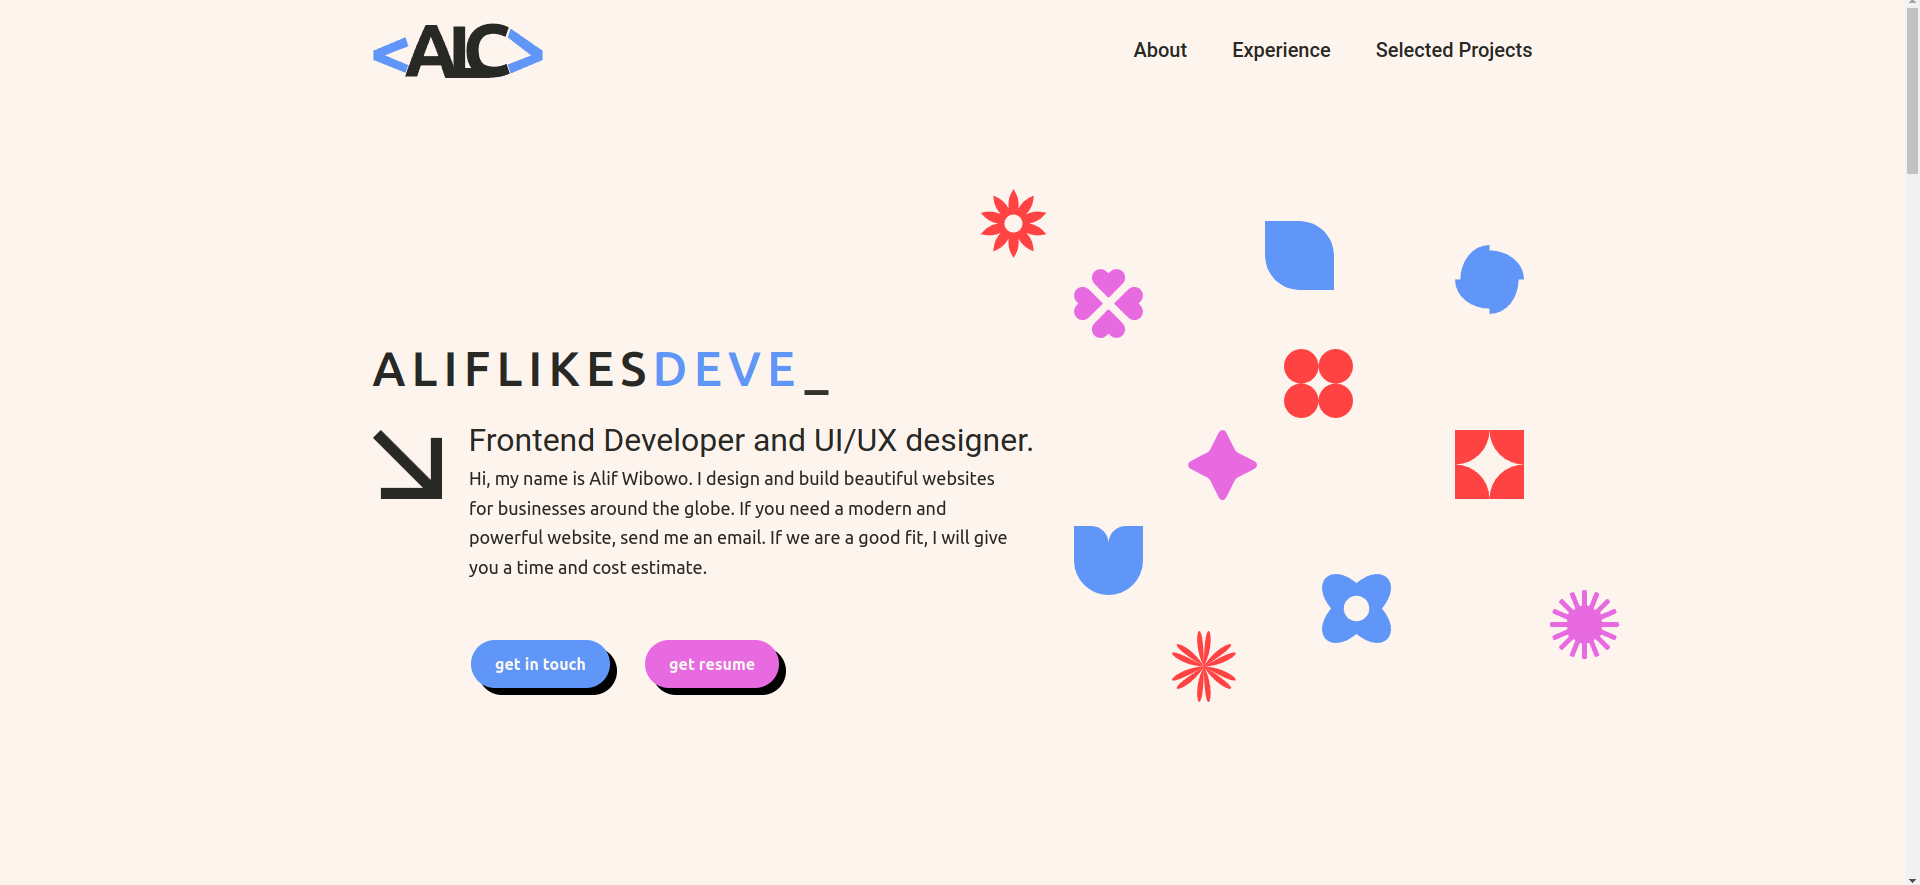 <ALC>
About
Experience
Selected Projects
ALIFLIKESDEVE_
Frontend Developer and UI/UX designer.
Hi, my name is Alif Wibowo. I design and build beautiful websites
for businesses around the globe. If you need a modern and
powerful website, send me an email. If we are a good fit, I will give
you a time and cost estimate.
get in touch
get resume